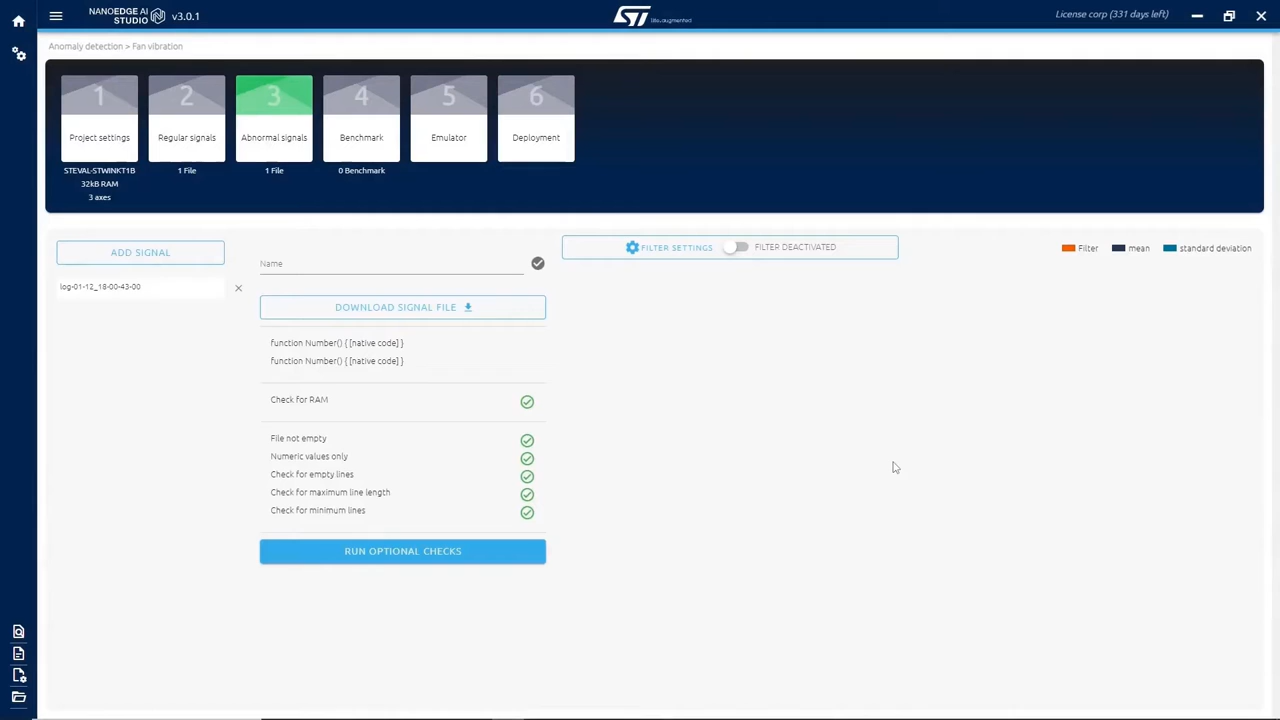 NANOEDGE AI
STUDIO
v3.0.1
ST
life.augmented
License corp (331 days left)
Anomaly detection > Fan vibration
1 2 3 4 5 6
Project settings Regular signals Abnormal signals Benchmark Emulator Deployment
STEVAL-STWINKT1B 1 File 1 File 0 Benchmark
32kB RAM
3 axes
ADD SIGNAL
log-01-12_18-00-43-00
Name
DOWNLOAD SIGNAL FILE
function Number() { [native code] }
function Number() { [native code] }
Check for RAM
File not empty
Numeric values only
Check for empty lines
Check for maximum line length
Check for minimum lines
RUN OPTIONAL CHECKS
FILTER SETTINGS FILTER DEACTIVATED
Filter mean standard deviation